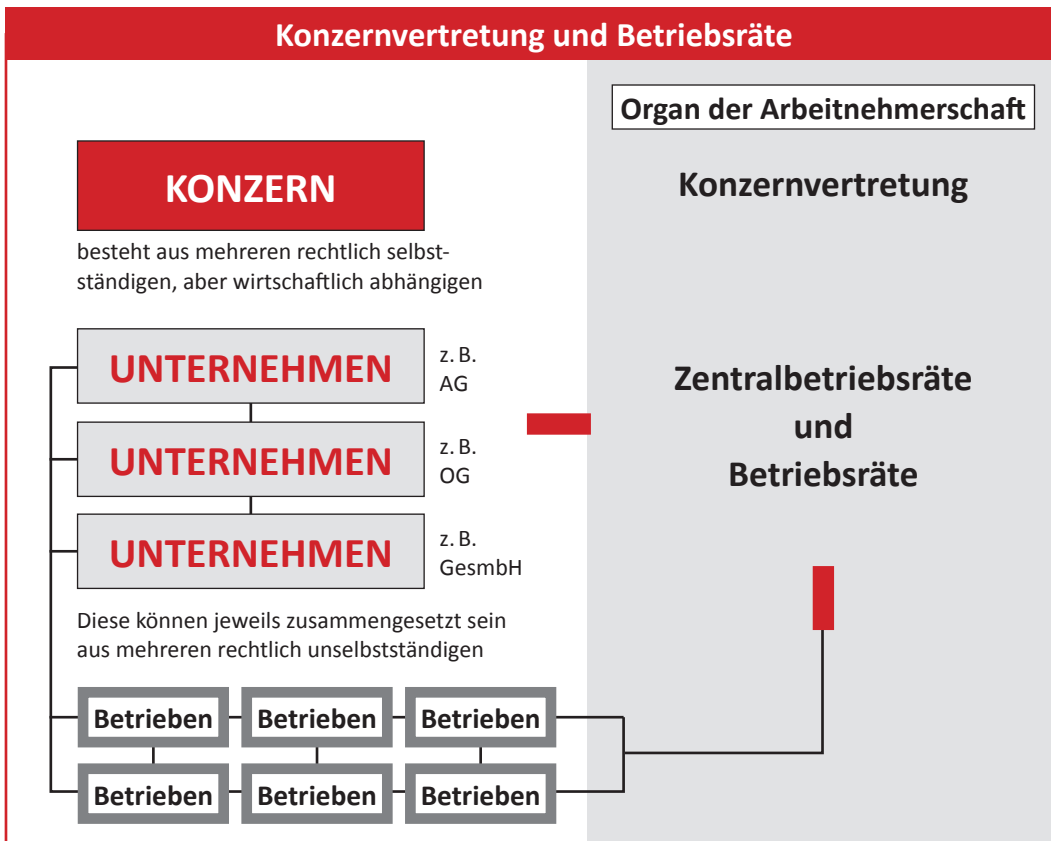 Konzernvertretung und Betriebsräte
Organ der Arbeitnehmerschaft
KONZERN
Konzernvertretung
besteht aus mehreren rechtlich selbst-
ständigen, aber wirtschaftlich abhängigen
UNTERNEHMEN
z. B.
AG
UNTERNEHMEN
z. B.
OG
UNTERNEHMEN
z. B.
GesmbH
Zentralbetriebsräte
und
Betriebsräte
Diese können jeweils zusammengesetzt sein
aus mehreren rechtlich unselbstständigen
Betrieben Betrieben Betrieben
Betrieben Betrieben Betrieben